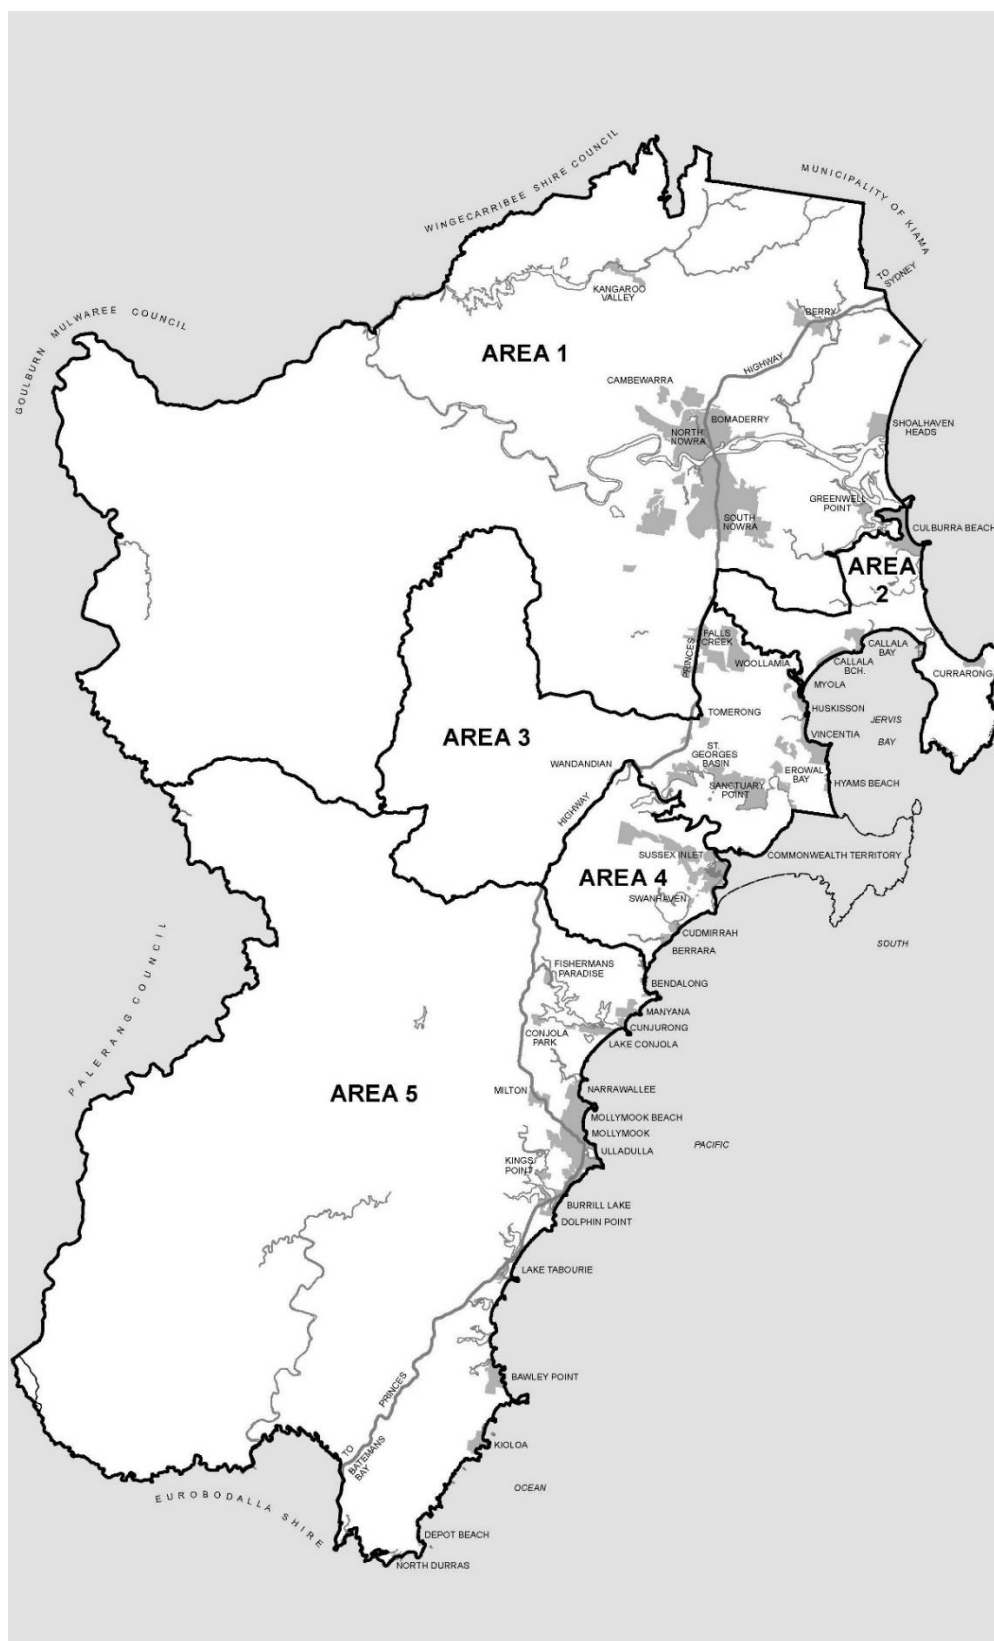 WINGECARRIBEE SHIRE COUNCIL
MUNICIPALITY OF KIAMA
TO
SYDNEY
KANGAROO
VALLEY
BERRY
GOULBURN MULWAREE COUNCIL
AREA 1
HIGHWAY
CAMBEWARRA
BOMADERRY
NORTH
NOWRA
SHOALHAVEN
HEADS
GREENWELL
POINT
SOUTH
NOWRA
CULBURRA BEACH
AREA
2
FALLS
CREEK
PRINCES
WOOLLAMIA
CALLALA
BAY
CALLALA
BCH.
CURRARONG
MYOLA
HUSKISSON
TOMERONG
JERVIS
BAY
VINCENTIA
AREA 3
ST.
GEORGES
BASIN
WANDANDIAN
EROWAL
BAY
SANCTUARY
POINT
HYAMS BEACH
HIGHWAY
SUSSEX INLET
COMMONWEALTH TERRITORY
AREA 4
SWANHAVEN
CUDMIRRAH
BERRARA
SOUTH
FISHERMANS
PARADISE
BENDALONG
MANYANA
CUNJURONG
CONJOLA
PARK
LAKE CONJOLA
PALERANG COUNCIL
AREA 5
MILTON
NARRAWALLEE
MOLLYMOOK BEACH
MOLLYMOOK
PACIFIC
ULLADULLA
KINGS
POINT
BURRILL LAKE
DOLPHIN POINT
LAKE TABOURIE
BAWLEY POINT
PRINCES
KIOLOA
TO
BATEMANS
BAY
OCEAN
EUROBODALLA SHIRE
DEPOT BEACH
NORTH DURRAS